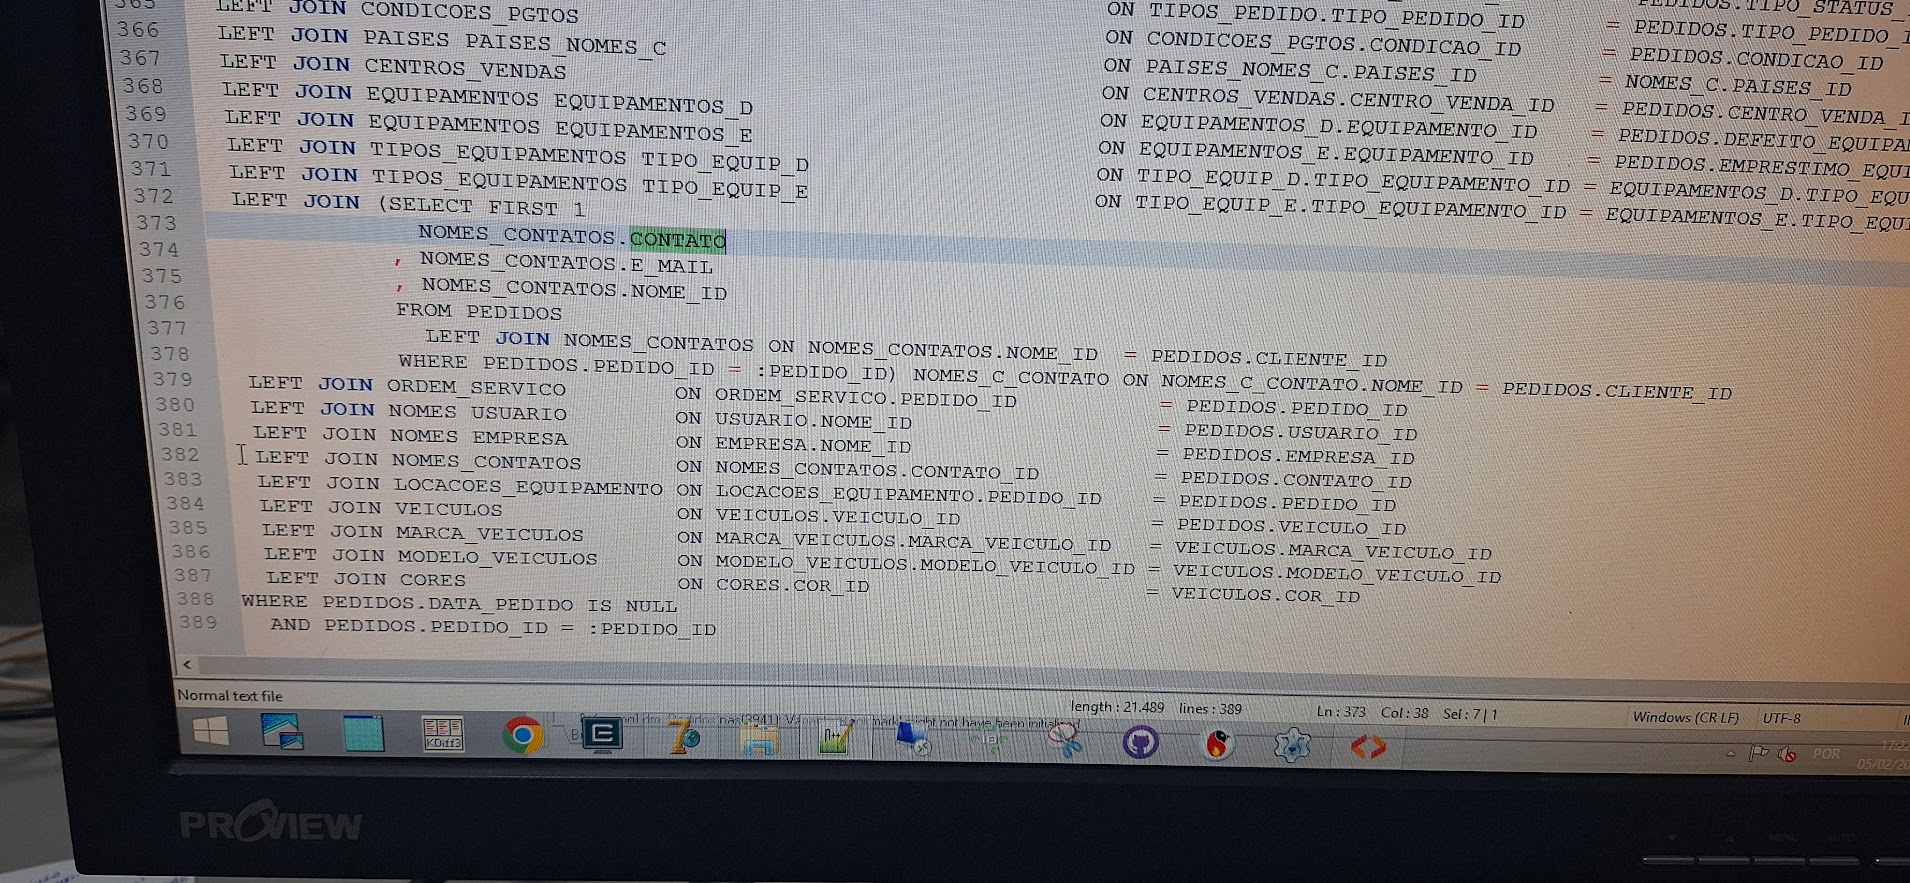 365 LEFT JOIN CONDICOES_PGTOS ON TIPOS_PEDIDO.TIPO_PEDIDO_ID = PEDIDOS.TIPO_PEDIDO_
366 LEFT JOIN PAISES PAISES_NOMES_C ON CONDICOES_PGTOS.CONDICAO_ID = PEDIDOS.CONDICAO_ID
367 LEFT JOIN CENTROS_VENDAS ON PAISES_NOMES_C.PAISES_ID = NOMES_C.PAISES_ID
368 LEFT JOIN EQUIPAMENTOS EQUIPAMENTOS_D ON CENTROS_VENDAS.CENTRO_VENDA_ID = PEDIDOS.CENTRO_VENDA_
369 LEFT JOIN EQUIPAMENTOS EQUIPAMENTOS_E ON EQUIPAMENTOS_D.EQUIPAMENTO_ID = PEDIDOS.DEFEITO_EQUIPA
370 LEFT JOIN TIPOS_EQUIPAMENTOS TIPO_EQUIP_D ON EQUIPAMENTOS_E.EQUIPAMENTO_ID = PEDIDOS.EMPRESTIMO_EQUI
371 LEFT JOIN TIPOS_EQUIPAMENTOS TIPO_EQUIP_E ON TIPO_EQUIP_D.TIPO_EQUIPAMENTO_ID = EQUIPAMENTOS_D.TIPO_EQU
372 LEFT JOIN (SELECT FIRST 1 ON TIPO_EQUIP_E.TIPO_EQUIPAMENTO_ID = EQUIPAMENTOS_E.TIPO_EQU
373 NOMES_CONTATOS.CONTATO
374 , NOMES_CONTATOS.E_MAIL
375 , NOMES_CONTATOS.NOME_ID
376 FROM PEDIDOS
377 LEFT JOIN NOMES_CONTATOS ON NOMES_CONTATOS.NOME_ID = PEDIDOS.CLIENTE_ID
378 WHERE PEDIDOS.PEDIDO_ID = :PEDIDO_ID) NOMES_C_CONTATO ON NOMES_C_CONTATO.NOME_ID = PEDIDOS.CLIENTE_ID
379 LEFT JOIN ORDEM_SERVICO ON ORDEM_SERVICO.PEDIDO_ID = PEDIDOS.PEDIDO_ID
380 LEFT JOIN NOMES USUARIO ON USUARIO.NOME_ID = PEDIDOS.USUARIO_ID
381 LEFT JOIN NOMES EMPRESA ON EMPRESA.NOME_ID = PEDIDOS.EMPRESA_ID
382 LEFT JOIN NOMES_CONTATOS ON NOMES_CONTATOS.CONTATO_ID = PEDIDOS.CONTATO_ID
383 LEFT JOIN LOCACOES_EQUIPAMENTO ON LOCACOES_EQUIPAMENTO.PEDIDO_ID = PEDIDOS.PEDIDO_ID
384 LEFT JOIN VEICULOS ON VEICULOS.VEICULO_ID = PEDIDOS.VEICULO_ID
385 LEFT JOIN MARCA_VEICULOS ON MARCA_VEICULOS.MARCA_VEICULO_ID = VEICULOS.MARCA_VEICULO_ID
386 LEFT JOIN MODELO_VEICULOS ON MODELO_VEICULOS.MODELO_VEICULO_ID = VEICULOS.MODELO_VEICULO_ID
387 LEFT JOIN CORES ON CORES.COR_ID = VEICULOS.COR_ID
388 WHERE PEDIDOS.DATA_PEDIDO IS NULL
389 AND PEDIDOS.PEDIDO_ID = :PEDIDO_ID
Normal text file length : 21.489 lines : 389 Ln : 373 Col : 38 Sel : 7 | 1 Windows (CR LF) UTF-8
KDiff3 POR 17:22
05/02/20
PROVIEW